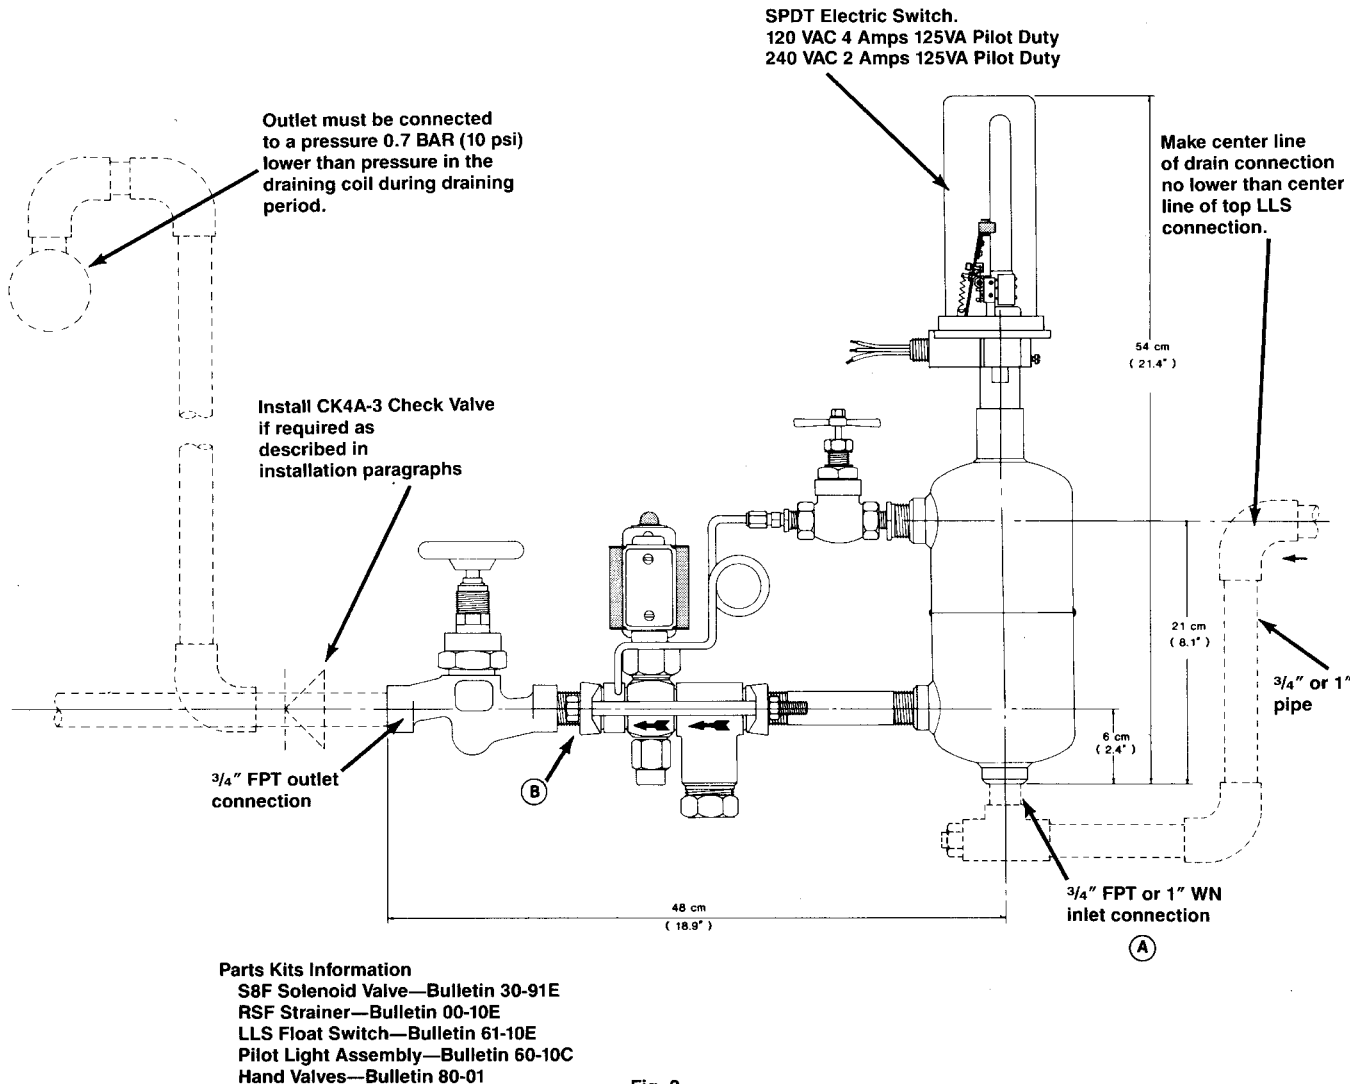 SPDT Electric Switch.
120 VAC 4 Amps 125VA Pilot Duty
240 VAC 2 Amps 125VA Pilot Duty
Outlet must be connected
to a pressure 0.7 BAR (10 psi)
lower than pressure in the
draining coil during draining
period.
Make center line
of drain connection
no lower than center
line of top LLS
connection.
54 cm
( 21.4" )
Install CK4A-3 Check Valve
if required as
described in
installation paragraphs
21 cm
( 8.1" )
3/4" or 1"
pipe
6 cm
( 2.4" )
3/4" FPT outlet
connection
B
3/4" FPT or 1" WN
inlet connection
A
48 cm
( 18.9" )
Parts Kits Information
S8F Solenoid Valve—Bulletin 30-91E
RSF Strainer—Bulletin 00-10E
LLS Float Switch—Bulletin 61-10E
Pilot Light Assembly—Bulletin 60-10C
Hand Valves—Bulletin 80-01